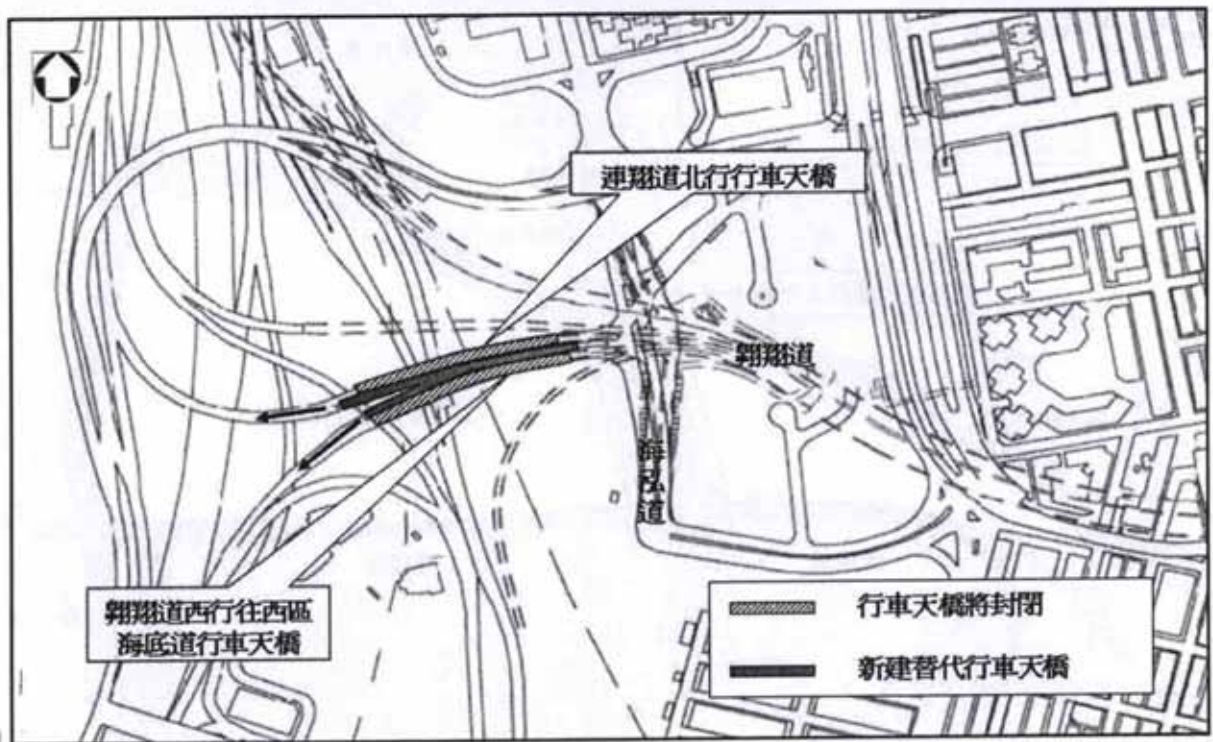 連翔道北行行車天橋
翱翔道
海泓道
翱翔道西行往西區
海底道行車天橋
行車天橋將封閉
新建替代行車天橋